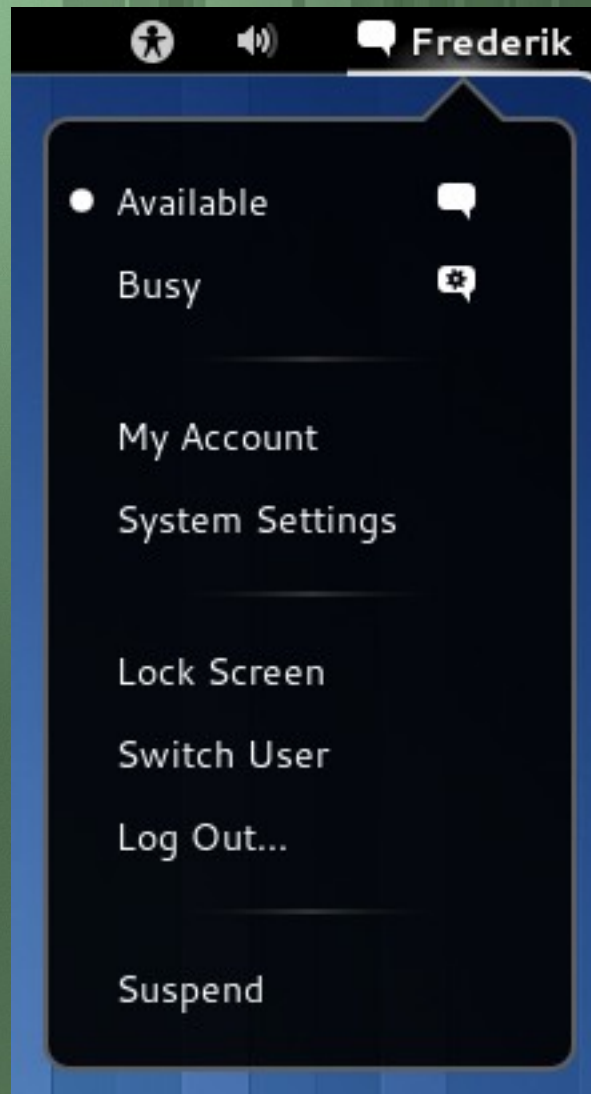 Frederik
Available
Busy
My Account
System Settings
Lock Screen
Switch User
Log Out...
Suspend